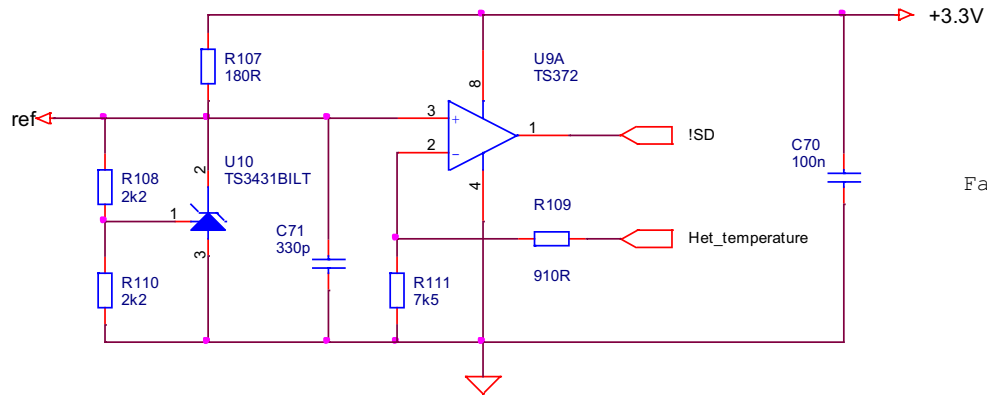 +3.3V
R107
180R
U9A
TS372
8
ref
3
+
1
!SD
2
-
C70
100n
U10
TS3431BILT
2
R108
2k2
1
4
R109
Fa
C71
330p
3
Het_temperature
R110
2k2
R111
7k5
910R